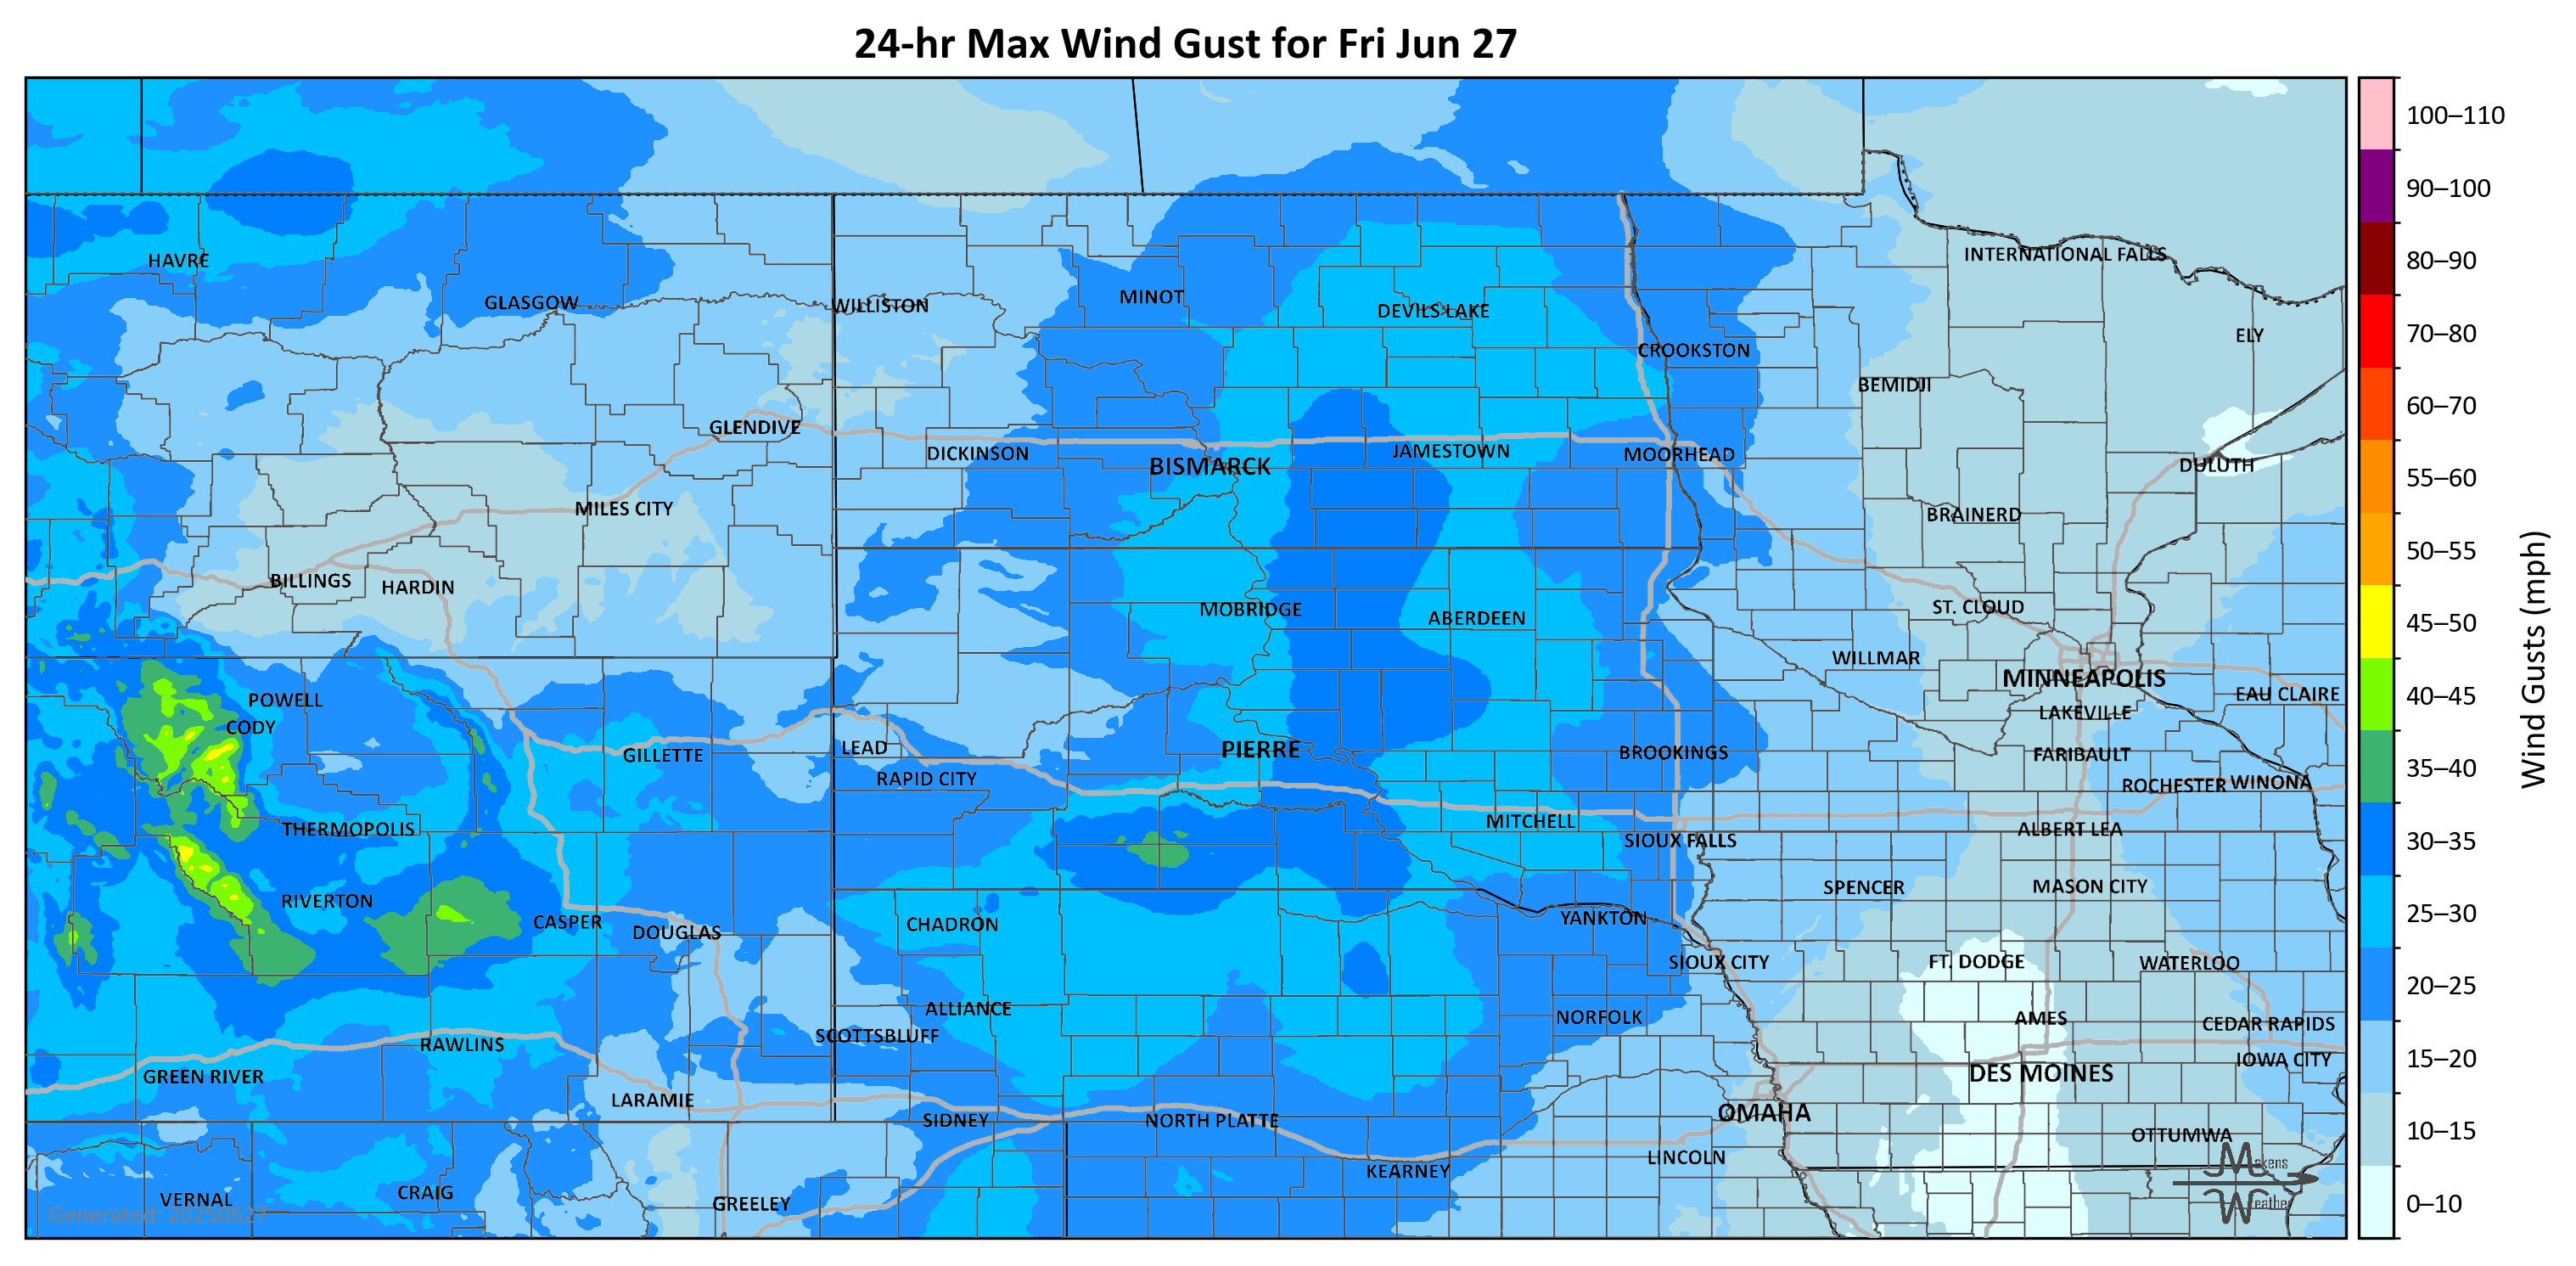 24-hr Max Wind Gust for Fri Jun 27
100–110
90–100
80–90
70–80
60–70
55–60
50–55
45–50
40–45
35–40
30–35
25–30
20–25
15–20
10–15
0–10
Wind Gusts (mph)
HAVRE
INTERNATIONAL FALLS
GLASGOW
WILLISTON
MINOT
DEVILS LAKE
ELY
CROOKSTON
BEMIDJI
GLENDIVE
DICKINSON
BISMARCK
JAMESTOWN
MOORHEAD
DULUTH
MILES CITY
BRAINERD
BILLINGS
HARDIN
MOBRIDGE
ABERDEEN
ST. CLOUD
WILLMAR
MINNEAPOLIS
POWELL
EAU CLAIRE
CODY
LAKEVILLE
GILLETTE
LEAD
PIERRE
BROOKINGS
FARIBAULT
RAPID CITY
ROCHESTER
WINONA
THERMOPOLIS
MITCHELL
SIOUX FALLS
ALBERT LEA
RIVERTON
SPENCER
MASON CITY
CASPER
DOUGLAS
CHADRON
YANKTON
SIOUX CITY
FT. DODGE
WATERLOO
ALLIANCE
NORFOLK
AMES
CEDAR RAPIDS
SCOTTSBLUFF
RAWLINS
IOWA CITY
GREEN RIVER
DES MOINES
LARAMIE
SIDNEY
NORTH PLATTE
OMAHA
OTTUMWA
LINCOLN
KEARNEY
VERNAL
CRAIG
GREELEY
Makens
Weather
Generated: 20250627